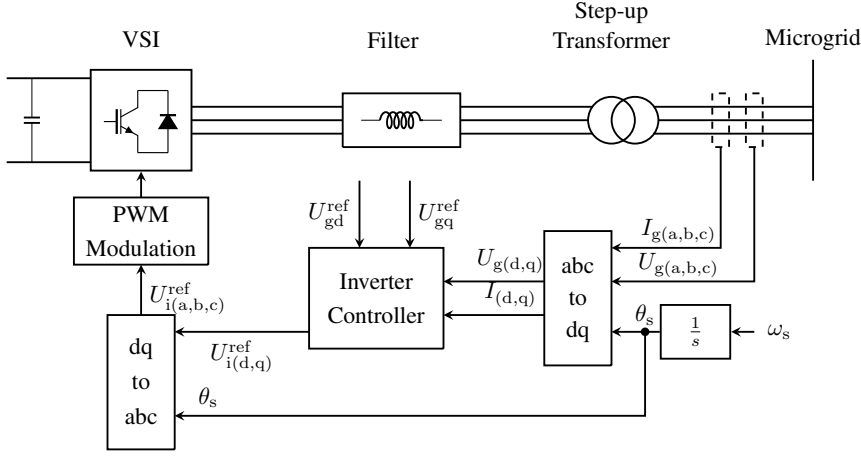 Step-up
VSI
Filter
Transformer
Microgrid
PWM
Modulation
U_gd^ref
U_gq^ref
I_g(a,b,c)
U_g(a,b,c)
U_g(d,q)
I_(d,q)
abc
to
dq
Inverter
Controller
U_i(a,b,c)^ref
U_i(d,q)^ref
θ_s
1/s
ω_s
dq
to
abc
θ_s